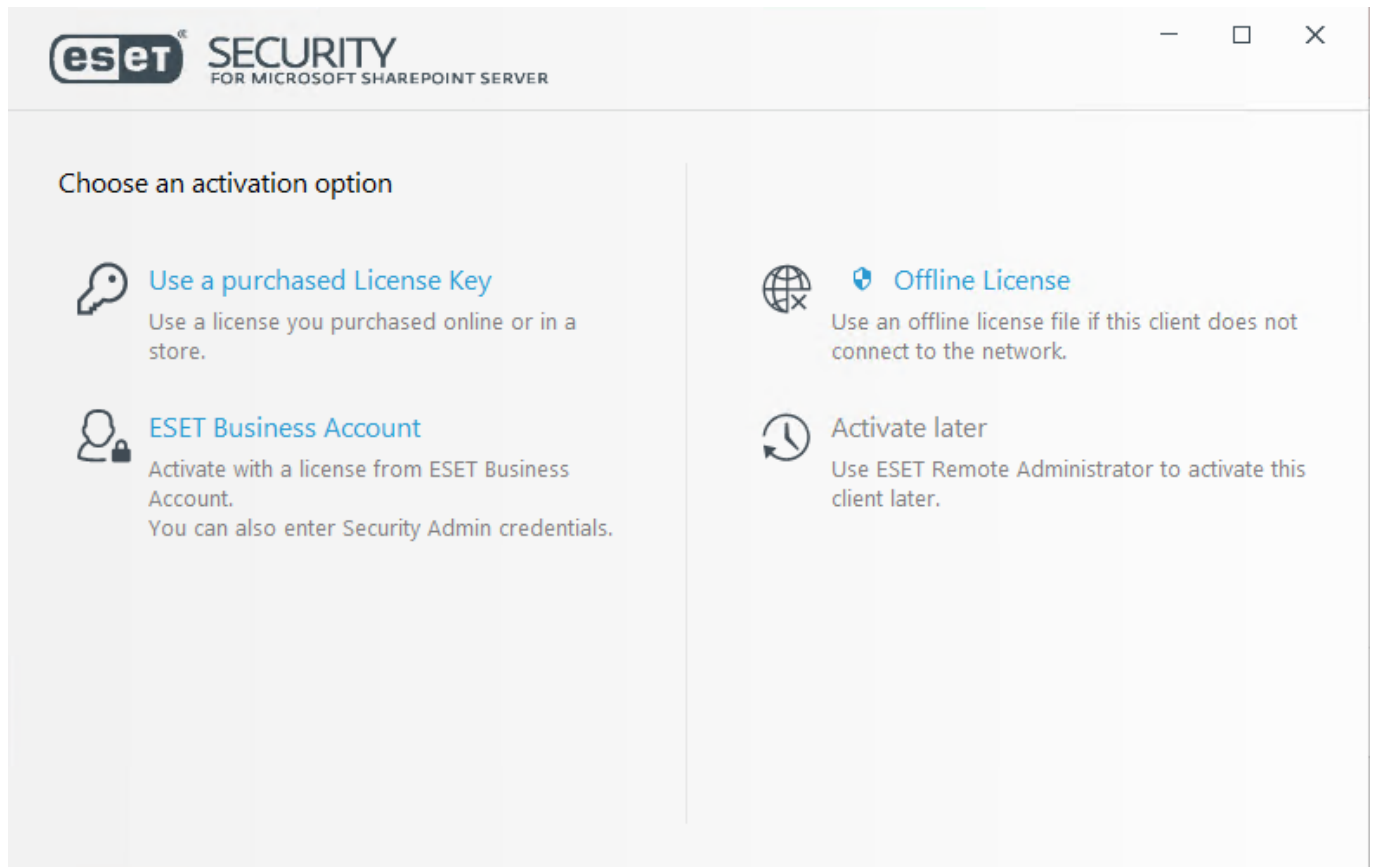 eset SECURITY
FOR MICROSOFT SHAREPOINT SERVER
Choose an activation option
Use a purchased License Key
Use a license you purchased online or in a
store.
ESET Business Account
Activate with a license from ESET Business
Account.
You can also enter Security Admin credentials.
Offline License
Use an offline license file if this client does not
connect to the network.
Activate later
Use ESET Remote Administrator to activate this
client later.